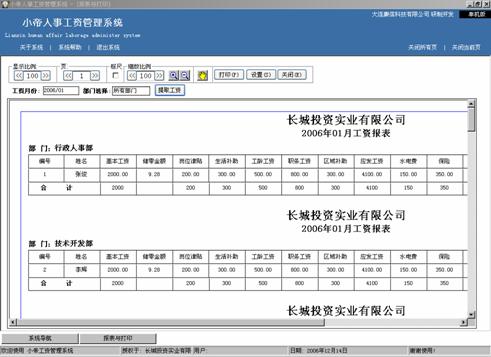 小帝人事工资管理系统 - [报表与打印]
大连鹏信科技有限公司 研制开发 单机版
小帝人事工资管理系统
Lianxin human affair laborage administer system
关于系统 | 系统帮助 | 退出系统 关闭所有页 | 关闭当前页
显示比例 页: 标尺 缩放比例
<< 100 >> << 1 >> << 100 >> 打印(P) 设置(S) 关闭(E)
工资月份: 2006/01 部门选择: 所有部门 提取工资
长城投资实业有限公司
2006年01月工资报表
部 门: 行政人事部
编号 姓名 基本工资 储零金额 岗位津贴 生活补助 工龄工资 职务工资 区域补助 应发工资 水电费 保险
1 张波 2000.00 9.28 200.00 300.00 500.00 800.00 300.00 4100.00 150.00 350.00
合 计 2000 200 300 500 800 300 4100 150 350
长城投资实业有限公司
2006年01月工资报表
部 门: 技术开发部
编号 姓名 基本工资 储零金额 岗位津贴 生活补助 工龄工资 职务工资 区域补助 应发工资 水电费 保险
2 李辉 2000.00 9.28 200.00 300.00 500.00 800.00 300.00 4100.00 150.00 350.00
合 计 2000 200 300 500 800 300 4100 150 350
长城投资实业有限公司
系统导航 报表与打印
欢迎使用 小帝工资管理系统 授权于: 长城投资实业有限 用户: 日期: 2006年12月14日 谢谢使用!